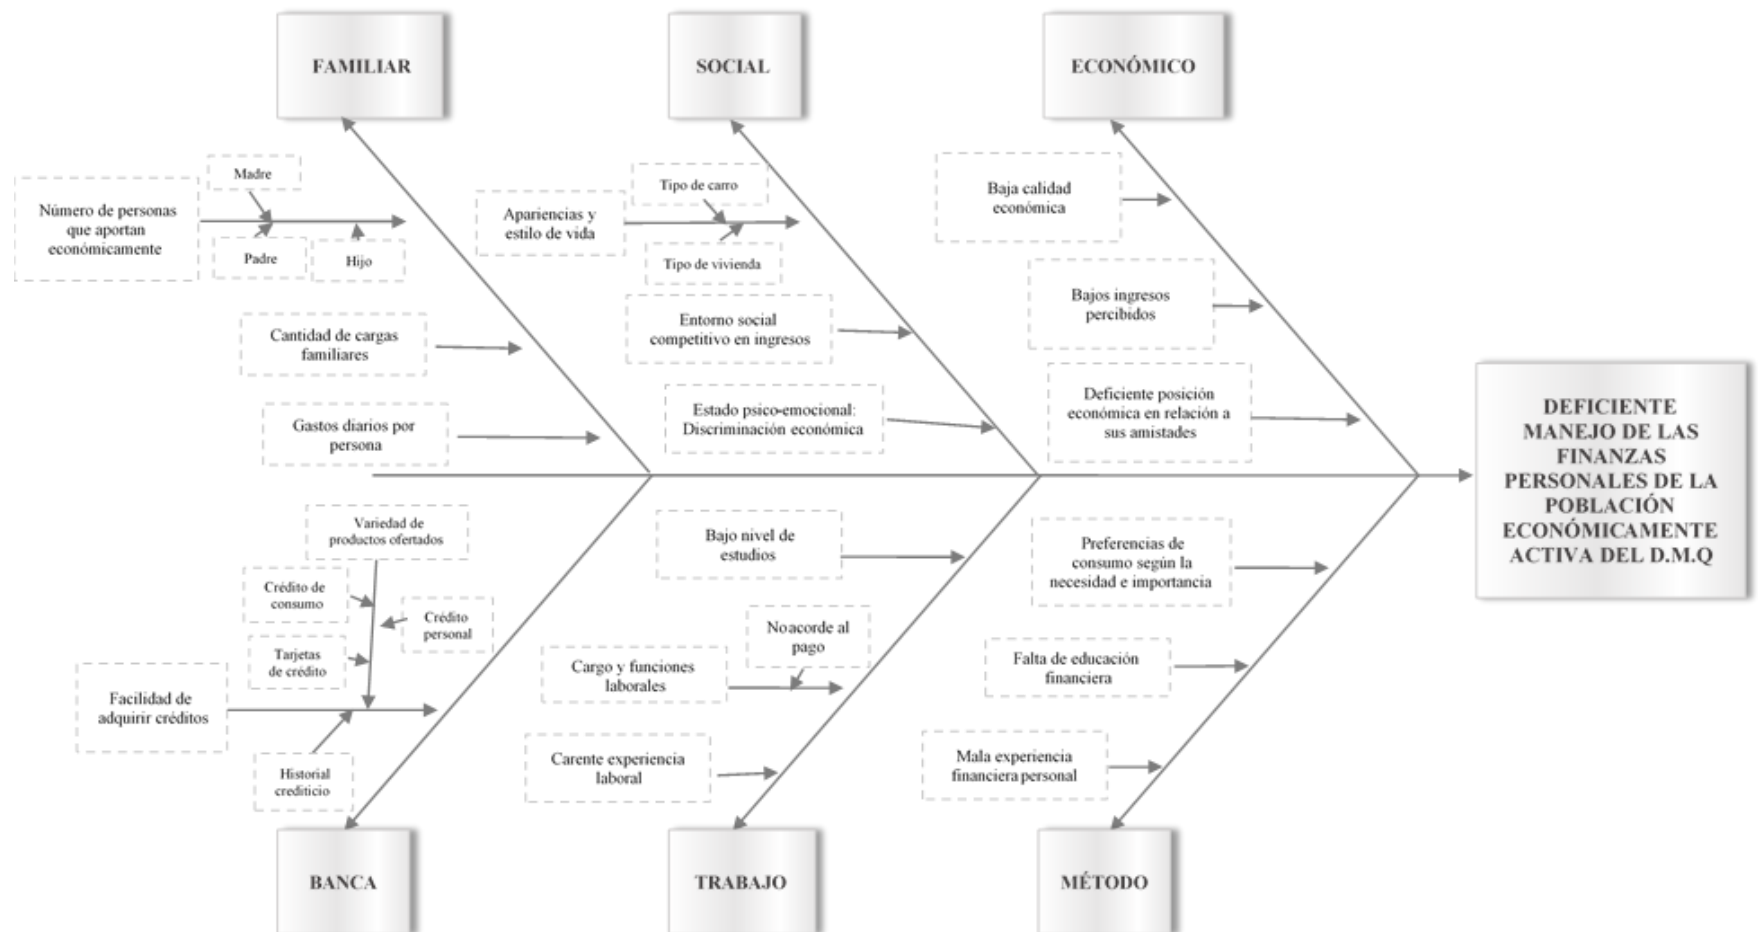 FAMILIAR
SOCIAL
ECONÓMICO
Madre
Número de personas
que aportan
económicamente
Padre
Hijo
Cantidad de cargas
familiares
Gastos diarios por
persona
Tipo de carro
Apariencias y
estilo de vida
Tipo de vivienda
Entorno social
competitivo en ingresos
Estado psico-emocional:
Discriminación económica
Baja calidad
económica
Bajos ingresos
percibidos
Deficiente posición
económica en relación a
sus amistades
DEFICIENTE
MANEJO DE LAS
FINANZAS
PERSONALES DE LA
POBLACIÓN
ECONÓMICAMENTE
ACTIVA DEL D.M.Q
Variedad de
productos ofertados
Crédito de
consumo
Crédito
personal
Tarjetas
de crédito
Facilidad de
adquirir créditos
Historial
crediticio
Bajo nivel de
estudios
No acorde al
pago
Cargo y funciones
laborales
Carente experiencia
laboral
Preferencias de
consumo según la
necesidad e importancia
Falta de educación
financiera
Mala experiencia
financiera personal
BANCA
TRABAJO
MÉTODO